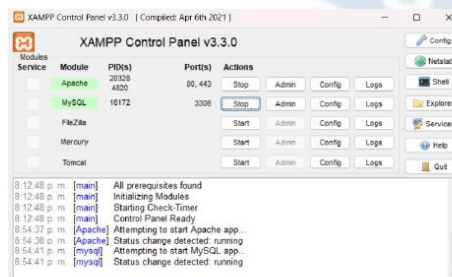 XAMPP Control Panel v3.3.0 [ Compiled: Apr 6th 2021 ]
XAMPP Control Panel v3.3.0
Config
Modules
Service Module PID(s) Port(s) Actions
Netstat
Apache 20328 4820 80, 443 Stop Admin Config Logs
Shell
MySQL 16172 3306 Stop Admin Config Logs
Explorer
FileZilla Start Admin Config Logs
Service
Mercury Start Admin Config Logs
Help
Tomcat Start Admin Config Logs
Quit
8:12:48 p. m. [main] All prerequisites found
8:12:48 p. m. [main] Initializing Modules
8:12:48 p. m. [main] Starting Check-Timer
8:12:48 p. m. [main] Control Panel Ready
8:54:37 p. m. [Apache] Attempting to start Apache app...
8:54:38 p. m. [Apache] Status change detected: running
8:54:41 p. m. [mysql] Attempting to start MySQL app...
8:54:41 p. m. [mysql] Status change detected: running